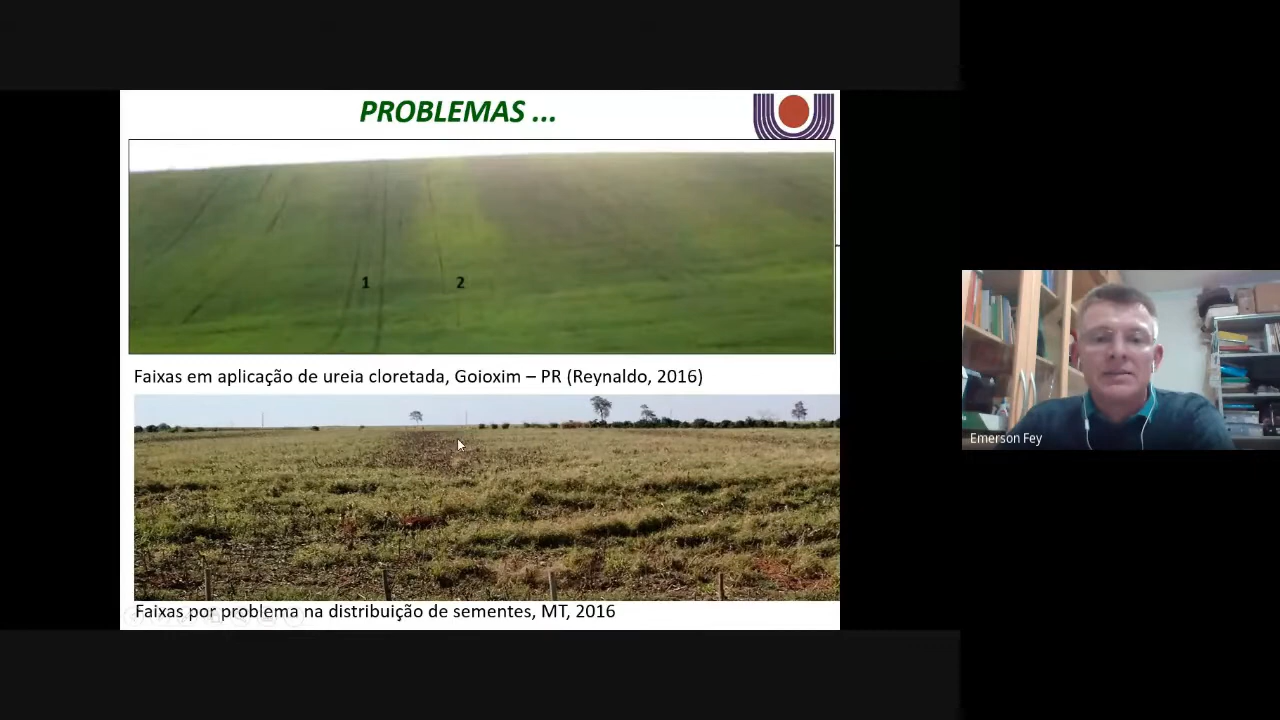 PROBLEMAS ...
1
2
Faixas em aplicação de ureia cloretada, Goioxim – PR (Reynaldo, 2016)
Faixas por problema na distribuição de sementes, MT, 2016
Emerson Fey